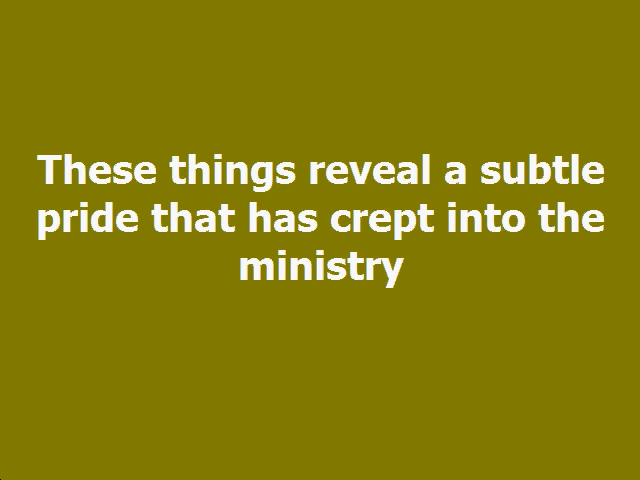 These things reveal a subtle
pride that has crept into the
ministry